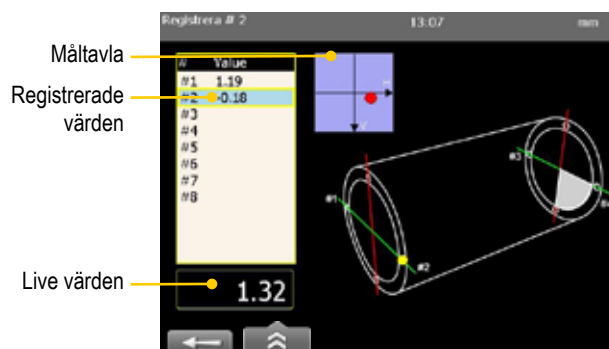 Registrera # 2 13:07 mm
Måltavla
# Value
#1 1.19
#2 -0.18
Registrerade
värden
#3
#4
#5
#6
#7
#8
#1
#2
#3
Live värden
1.32